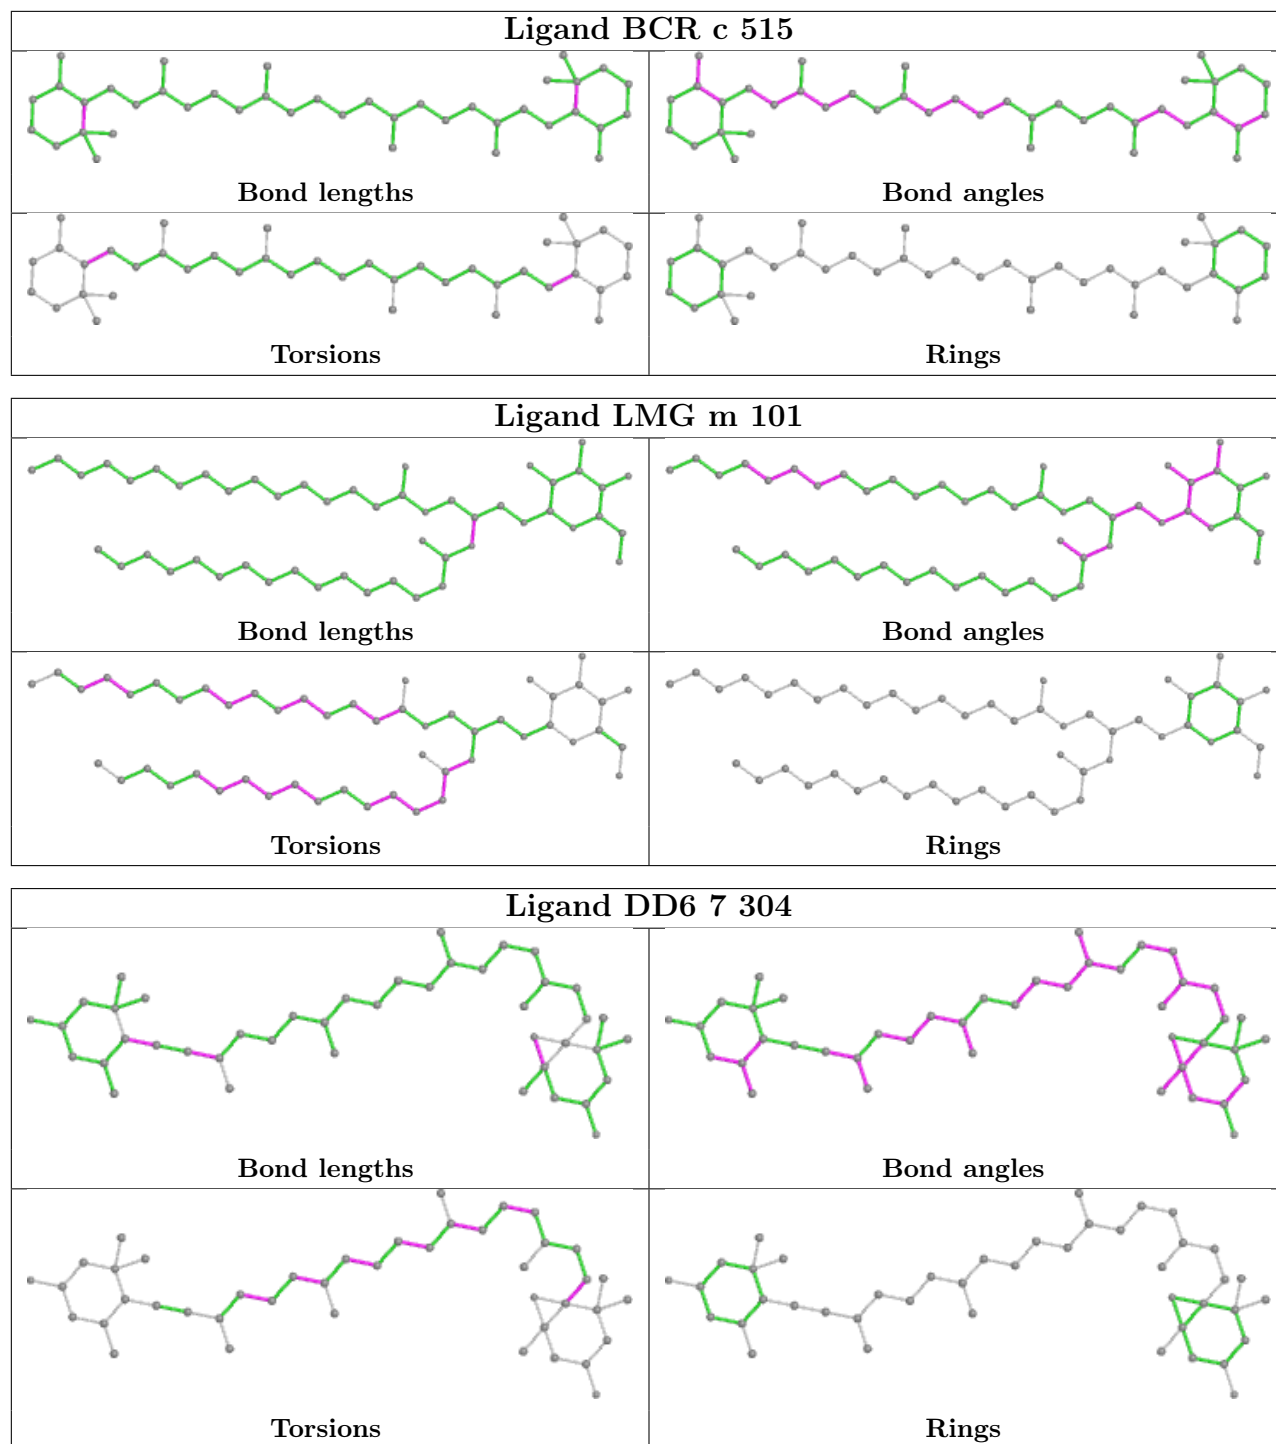 Ligand BCR c 515
Bond lengths
Bond angles
Torsions
Rings
Ligand LMG m 101
Bond lengths
Bond angles
Torsions
Rings
Ligand DD6 7 304
Bond lengths
Bond angles
Torsions
Rings